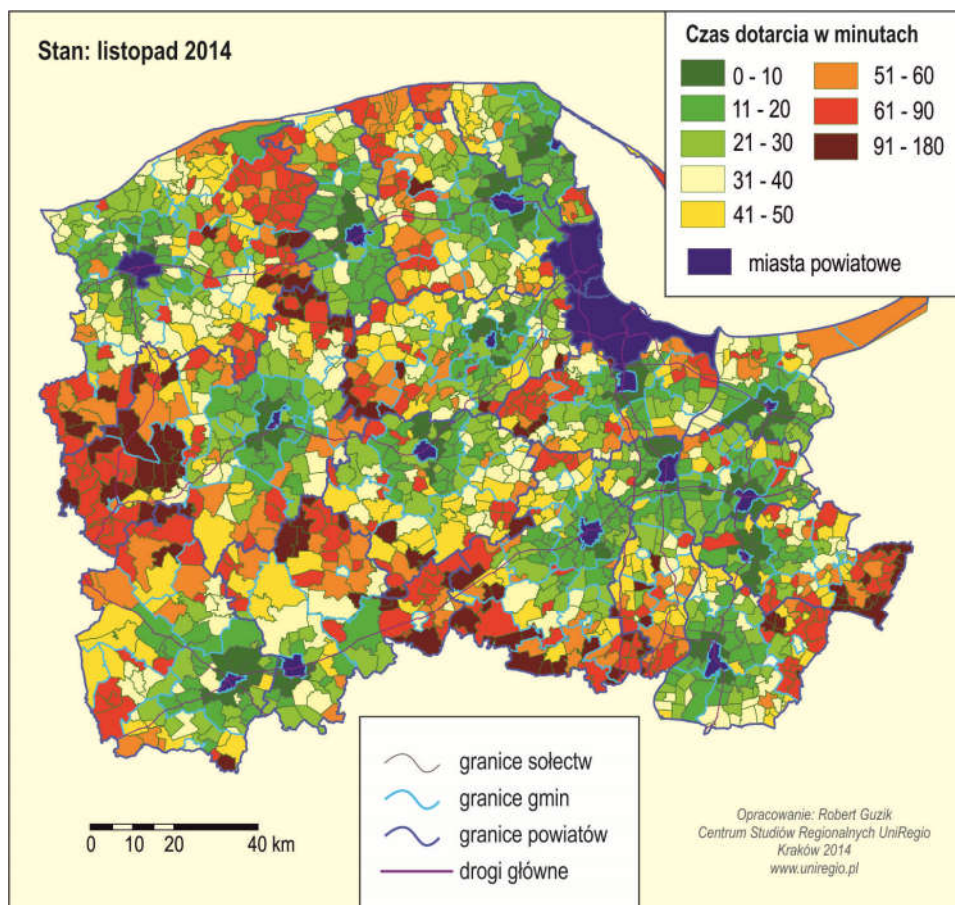 Stan: listopad 2014
Czas dotarcia w minutach
0 - 10
11 - 20
21 - 30
31 - 40
41 - 50
51 - 60
61 - 90
91 - 180
miasta powiatowe
granice sołectw
granice gmin
granice powiatów
drogi główne
0 10 20 40 km
Opracowanie: Robert Guzik
Centrum Studiów Regionalnych UniRegio
Kraków 2014
www.uniregio.pl